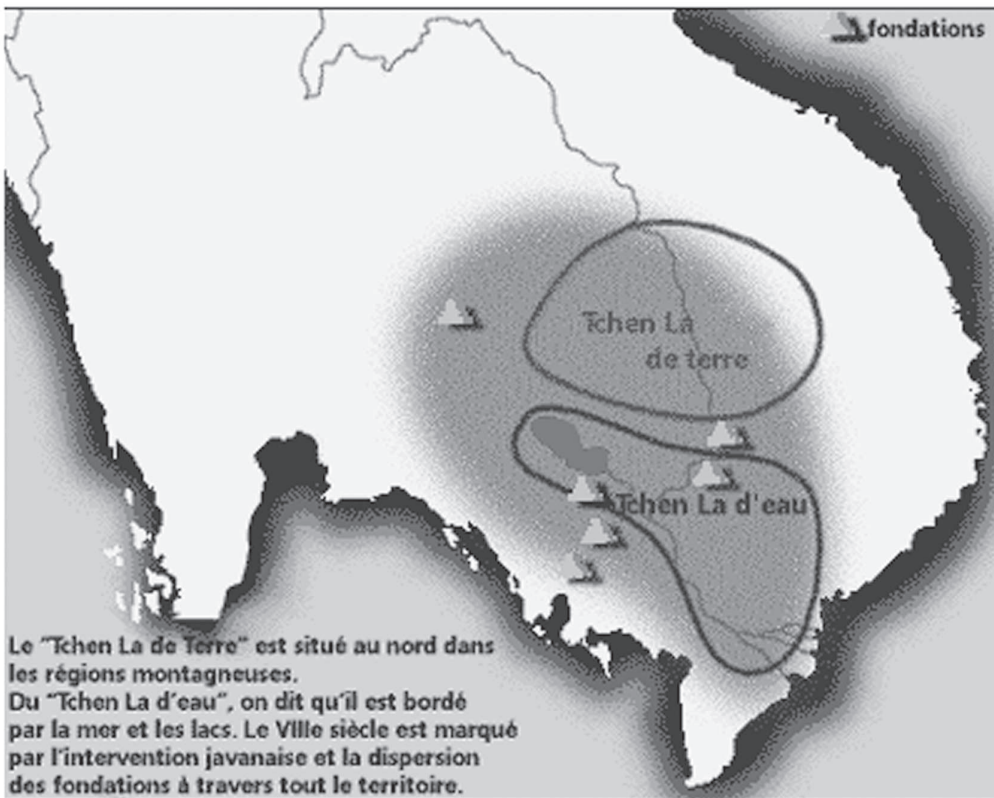 fondations
Tchen La
de terre
Tchen La d'eau
Le "Tchen La de Terre" est situé au nord dans
les régions montagneuses.
Du "Tchen La d'eau", on dit qu'il est bordé
par la mer et les lacs. Le VIIIe siècle est marqué
par l'intervention javanaise et la dispersion
des fondations à travers tout le territoire.